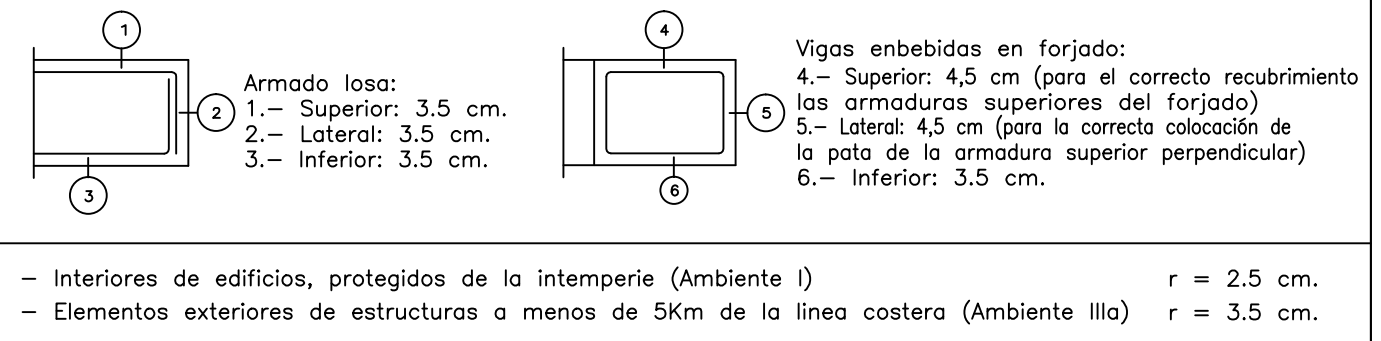 1
2
3
Armado losa:
1.– Superior: 3.5 cm.
2.– Lateral: 3.5 cm.
3.– Inferior: 3.5 cm.
4
5
6
Vigas enbebidas en forjado:
4.– Superior: 4,5 cm (para el correcto recubrimiento
las armaduras superiores del forjado)
5.– Lateral: 4,5 cm (para la correcta colocación de
la pata de la armadura superior perpendicular)
6.– Inferior: 3.5 cm.
– Interiores de edificios, protegidos de la intemperie (Ambiente I) r = 2.5 cm.
– Elementos exteriores de estructuras a menos de 5Km de la linea costera (Ambiente IIIa) r = 3.5 cm.